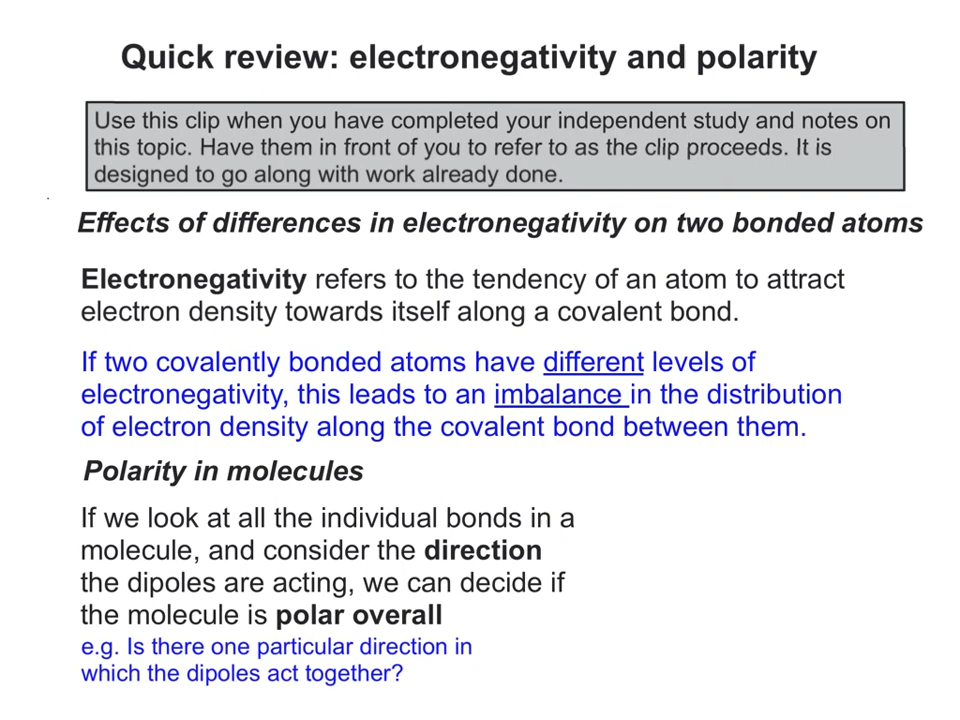 Quick review: electronegativity and polarity
Use this clip when you have completed your independent study and notes on
this topic. Have them in front of you to refer to as the clip proceeds. It is
designed to go along with work already done.
Effects of differences in electronegativity on two bonded atoms
Electronegativity refers to the tendency of an atom to attract
electron density towards itself along a covalent bond.
If two covalently bonded atoms have different levels of
electronegativity, this leads to an imbalance in the distribution
of electron density along the covalent bond between them.
Polarity in molecules
If we look at all the individual bonds in a
molecule, and consider the direction
the dipoles are acting, we can decide if
the molecule is polar overall
e.g. Is there one particular direction in
which the dipoles act together?